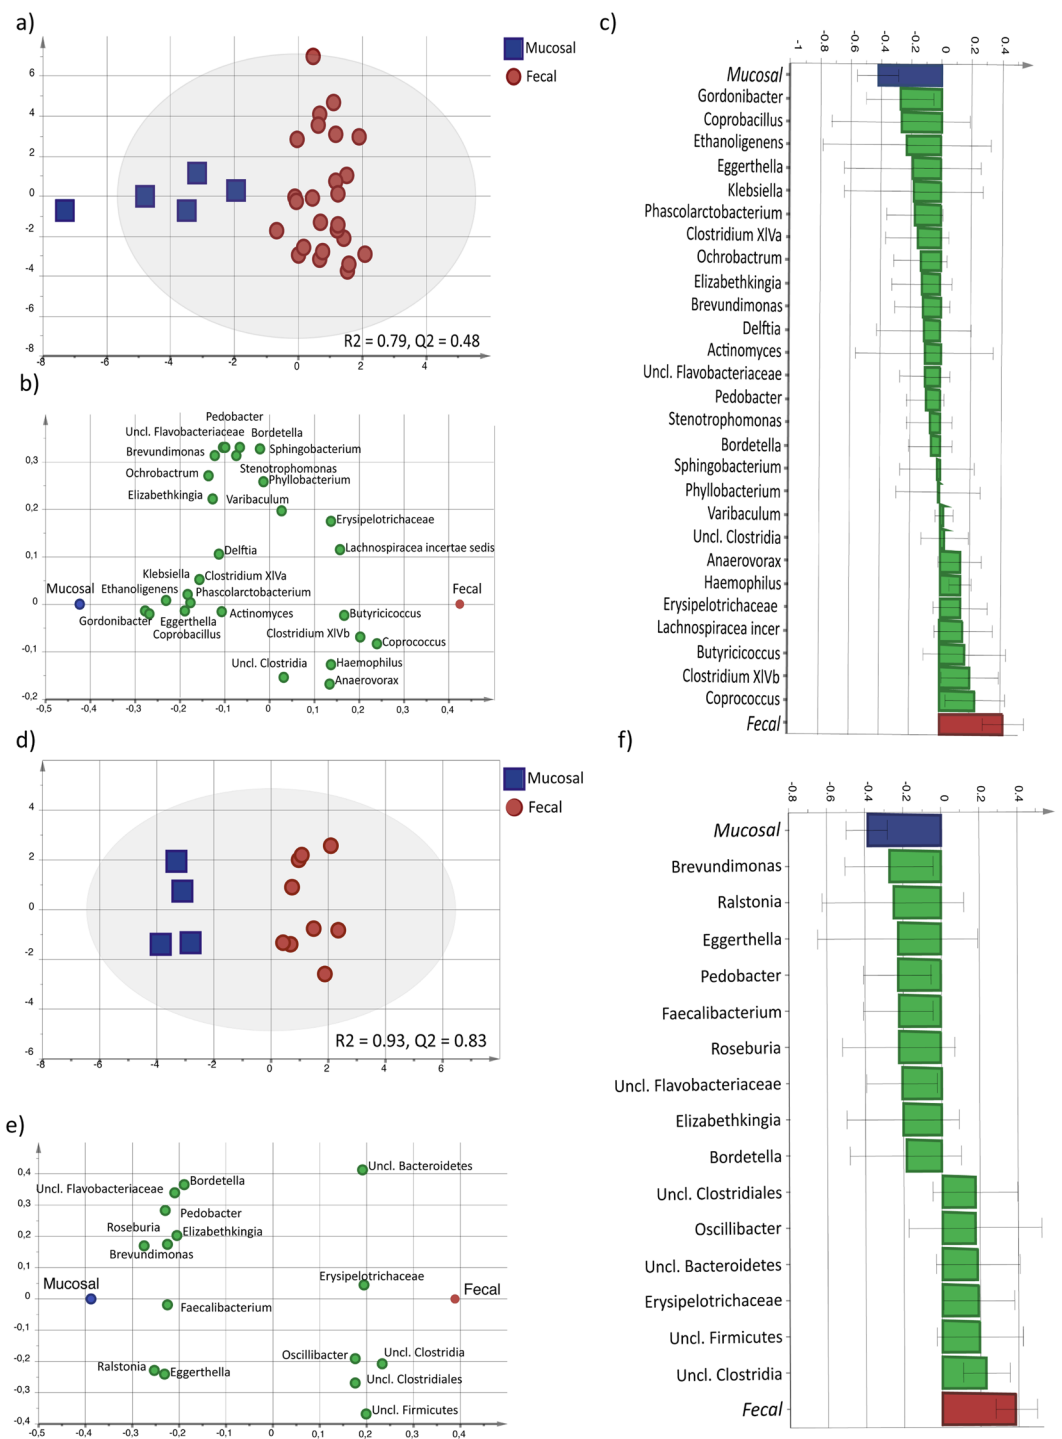 a)
Mucosal
Fecal
6
4
2
0
-2
-4
-6
-8
-8
-6
-4
-2
0
2
4
R2 = 0.79, Q2 = 0.48
b)
Pedobacter
Uncl. Flavobacteriaceae
Bordetella
Brevundimonas
Sphingobacterium
Stenotrophomonas
Ochrobactrum
Phyllobacterium
Elizabethkingia
Varibaculum
Erysipelotrichaceae
Delftia
Lachnospiracea incertae sedis
Klebsiella
Clostridium XlVa
Mucosal
Ethanoligenens
Phascolarctobacterium
Fecal
Gordonibacter
Eggerthella
Actinomyces
Butyricicoccus
Coprobacillus
Clostridium XlVb
Coprococcus
Uncl. Clostridia
Haemophilus
Anaerovorax
0,3
0,2
0,1
0
-0,1
-0,2
-0,5
-0,4
-0,3
-0,2
-0,1
0
0,1
0,2
0,3
0,4
c)
-1
-0.8
-0.6
-0.4
-0.2
0
0.2
0.4
Mucosal
Gordonibacter
Coprobacillus
Ethanoligenens
Eggerthella
Klebsiella
Phascolarctobacterium
Clostridium XlVa
Ochrobactrum
Elizabethkingia
Brevundimonas
Delftia
Actinomyces
Uncl. Flavobacteriaceae
Pedobacter
Stenotrophomonas
Bordetella
Sphingobacterium
Phyllobacterium
Varibaculum
Uncl. Clostridia
Anaerovorax
Haemophilus
Erysipelotrichaceae
Lachnospiracea incer
Butyricicoccus
Clostridium XlVb
Coprococcus
Fecal
d)
Mucosal
Fecal
4
2
0
-2
-4
-6
-8
-6
-4
-2
0
2
4
6
R2 = 0.93, Q2 = 0.83
e)
Uncl. Bacteroidetes
Bordetella
Uncl. Flavobacteriaceae
Pedobacter
Roseburia
Elizabethkingia
Brevundimonas
Erysipelotrichaceae
Mucosal
Fecal
Faecalibacterium
Oscillibacter
Uncl. Clostridia
Ralstonia
Eggerthella
Uncl. Clostridiales
Uncl. Firmicutes
0,4
0,3
0,2
0,1
0
-0,1
-0,2
-0,3
-0,4
-0,5
-0,4
-0,3
-0,2
-0,1
0
0,1
0,2
0,3
0,4
f)
-0.8
-0.6
-0.4
-0.2
0
0.2
0.4
Mucosal
Brevundimonas
Ralstonia
Eggerthella
Pedobacter
Faecalibacterium
Roseburia
Uncl. Flavobacteriaceae
Elizabethkingia
Bordetella
Uncl. Clostridiales
Oscillibacter
Uncl. Bacteroidetes
Erysipelotrichaceae
Uncl. Firmicutes
Uncl. Clostridia
Fecal